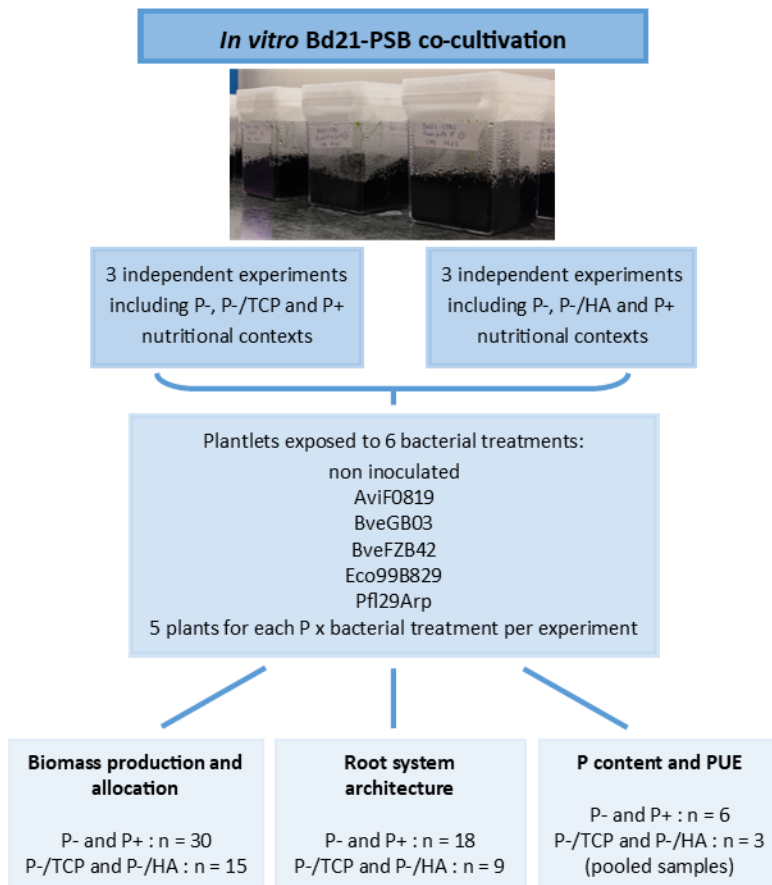 In vitro Bd21-PSB co-cultivation
3 independent experiments
including P-, P-/TCP and P+
nutritional contexts
3 independent experiments
including P-, P-/HA and P+
nutritional contexts
Plantlets exposed to 6 bacterial treatments:
non inoculated
AviF0819
BveGB03
BveFZB42
Eco99B829
Pfl29Arp
5 plants for each P x bacterial treatment per experiment
Biomass production and
allocation
P- and P+ : n = 30
P-/TCP and P-/HA : n = 15
Root system
architecture
P- and P+ : n = 18
P-/TCP and P-/HA : n = 9
P content and PUE
P- and P+ : n = 6
P-/TCP and P-/HA : n = 3
(pooled samples)